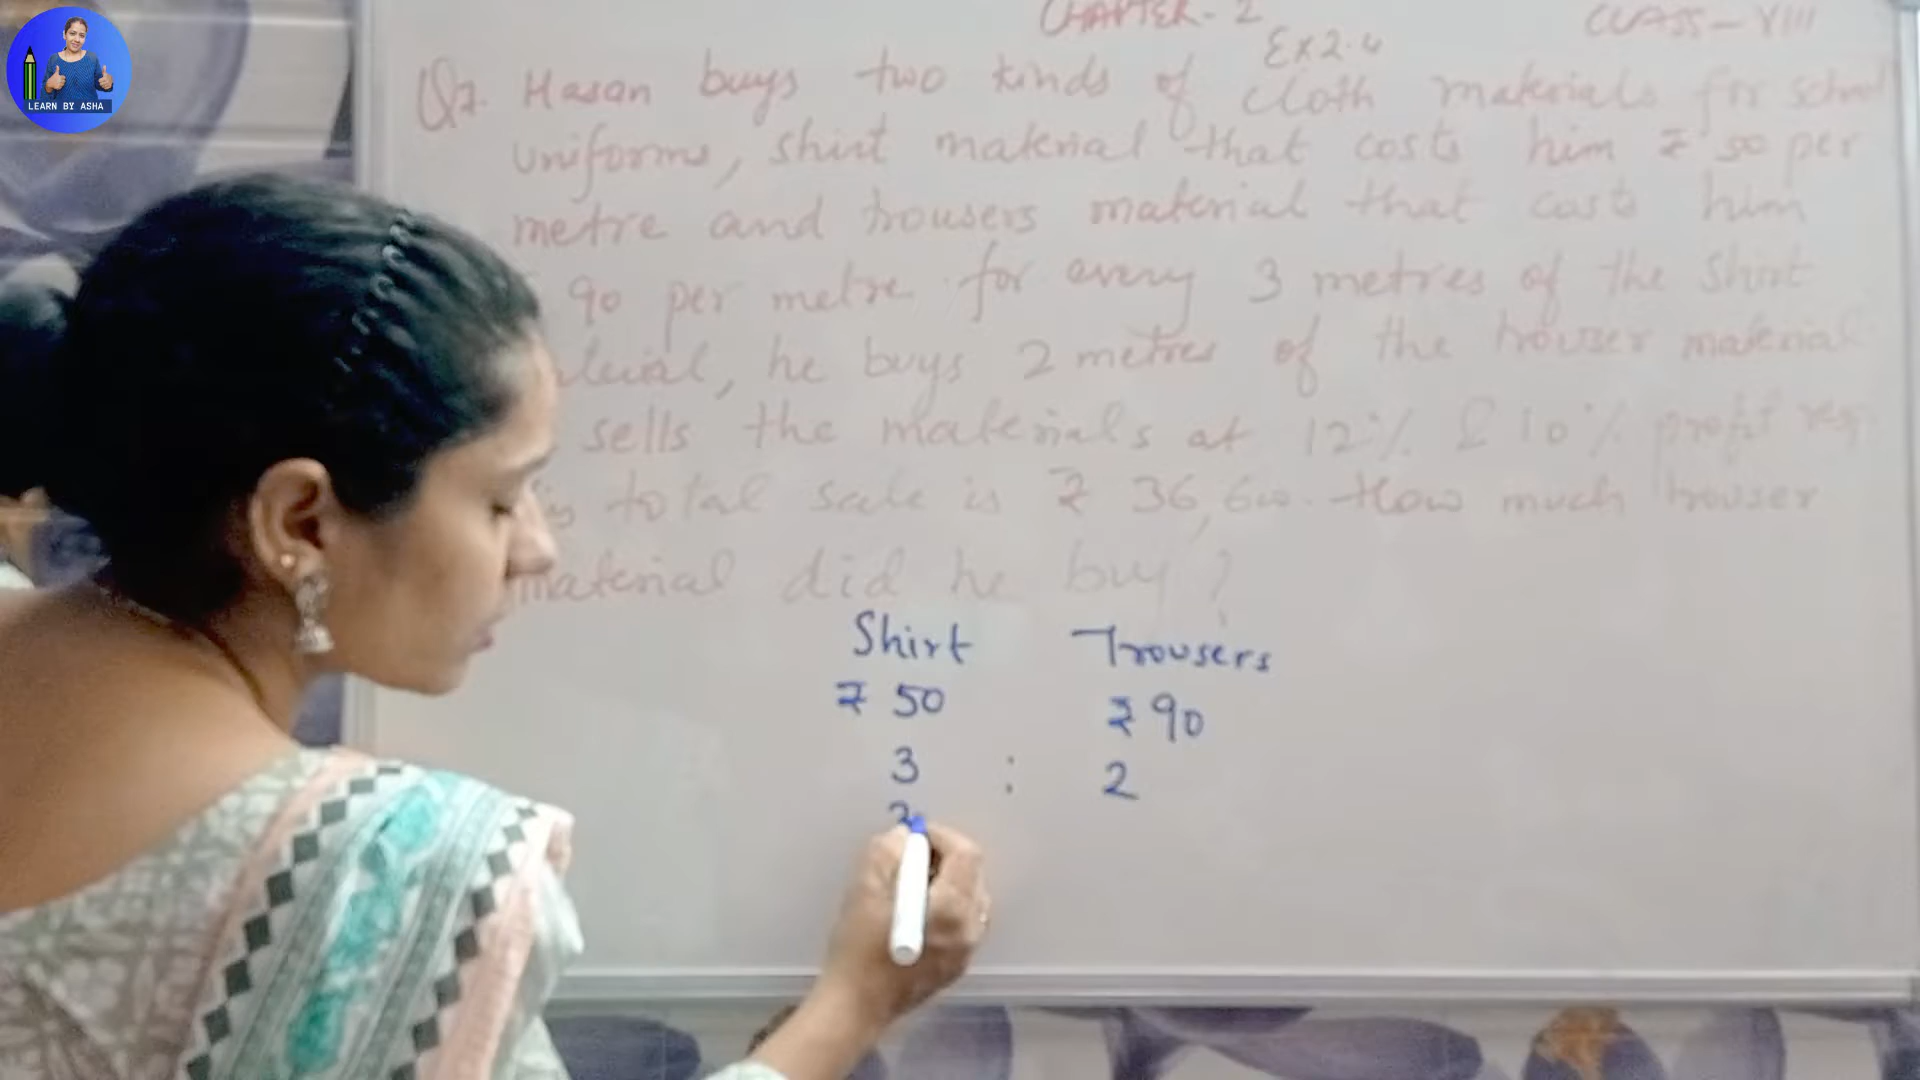 LEARN BY ASHA
CHAPTER-2
CLASS-VIII
Ex 2.4
Q7. Hasan buys two kinds of cloth materials for school
uniforms, shirt material that costs him ₹ 50 per
metre and trousers material that costs him
90 per metre. for every 3 metres of the shirt
he buys 2 metres of the trouser material
sells the materials at 12% & 10% profit resp
total sale is ₹ 36,600. How much trouser
material did he buy?
Shirt Trousers
₹ 50 ₹ 90
3 : 2